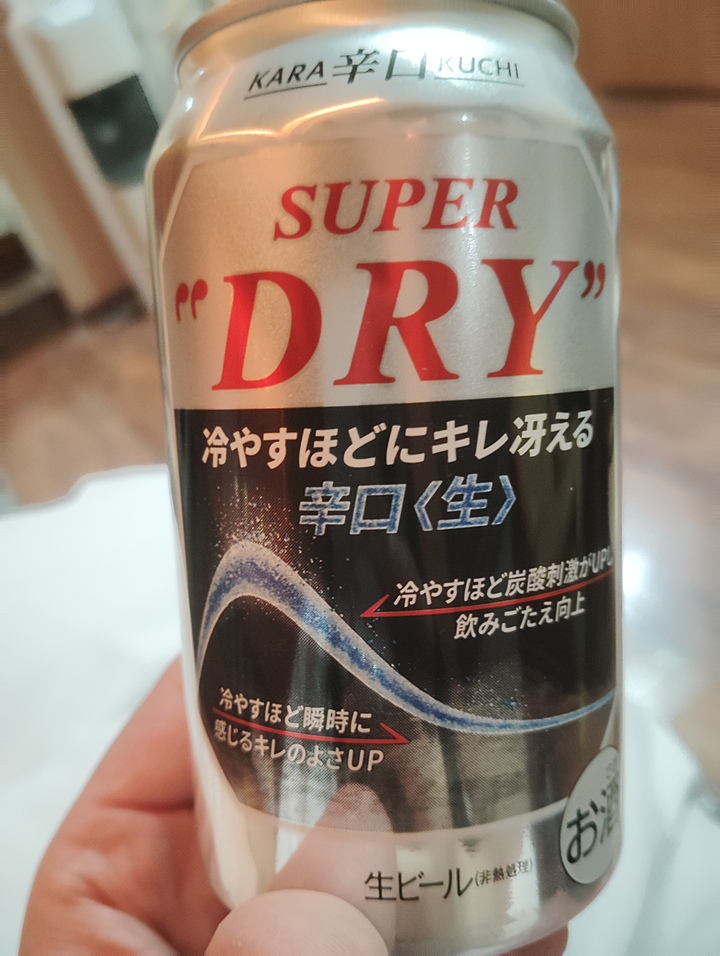 KARA 辛口 KUCHI
SUPER
"DRY"
冷やすほどにキレ冴える
辛口〈生〉
冷やすほど炭酸刺激がUPし
飲みごたえ向上
冷やすほど瞬時に
感じるキレのよさUP
お酒
生ビール(非熱処理)